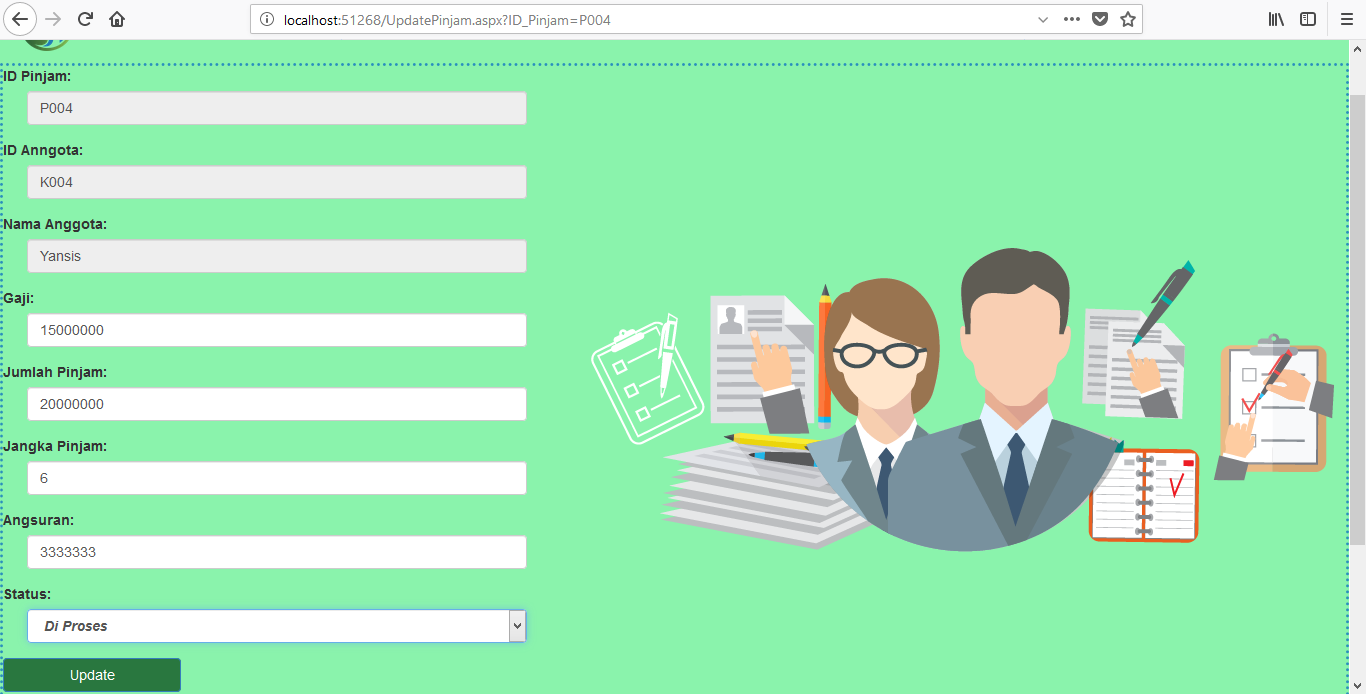 localhost:51268/UpdatePinjam.aspx?ID_Pinjam=P004
ID Pinjam:
P004
ID Anngota:
K004
Nama Anggota:
Yansis
Gaji:
15000000
Jumlah Pinjam:
20000000
Jangka Pinjam:
6
Angsuran:
3333333
Status:
Di Proses
Update